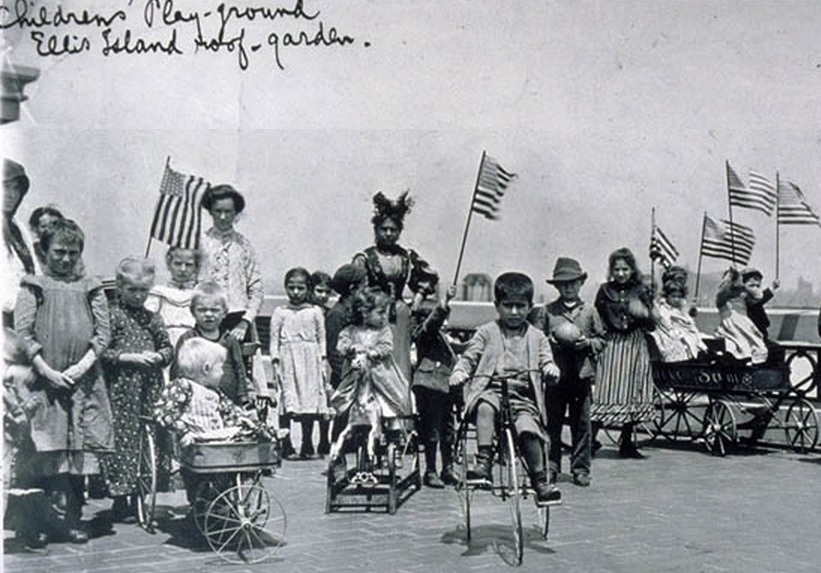 Childrens' Play-ground
Ellis Island roof-garden.